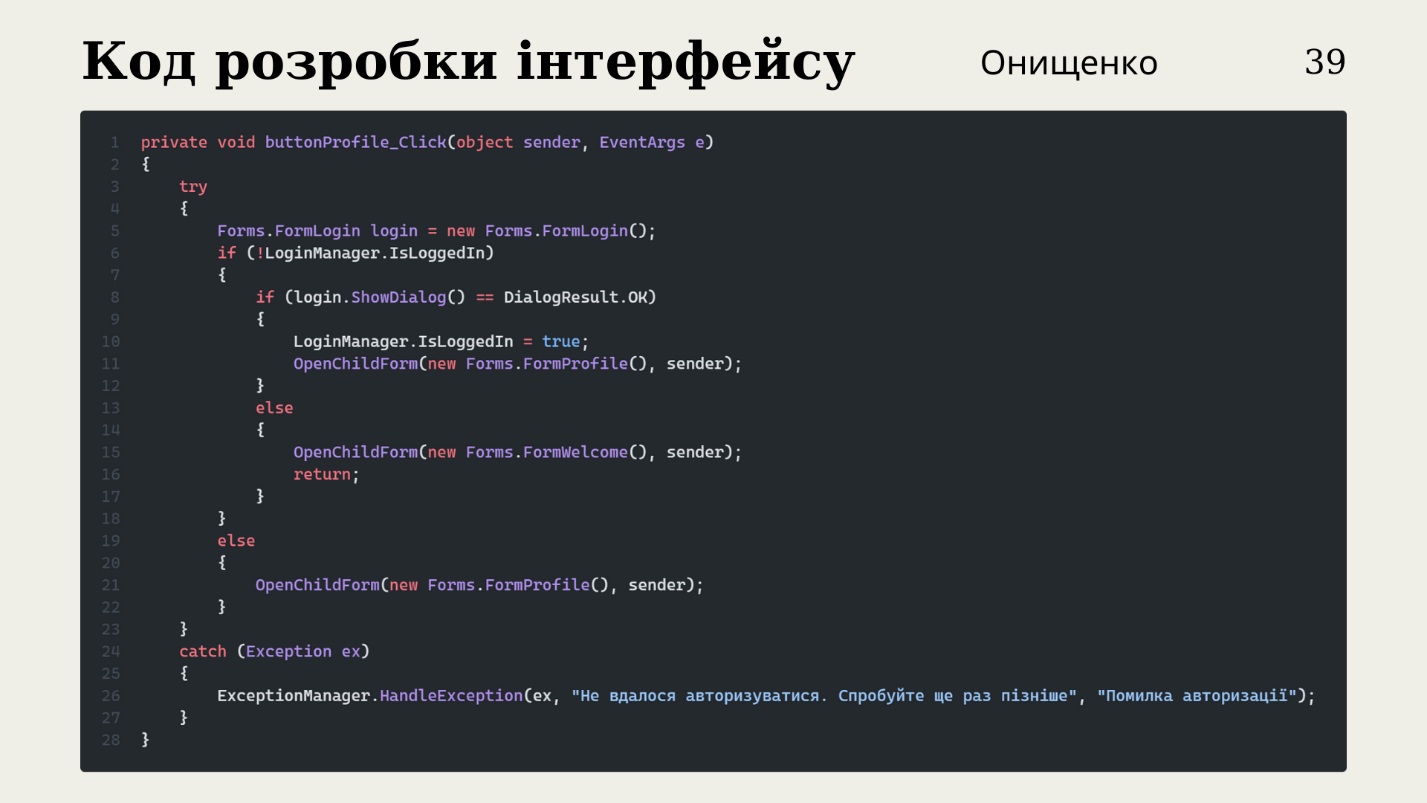 Код розробки інтерфейсу
Онищенко
39
1 private void buttonProfile_Click(object sender, EventArgs e)
2 {
3     try
4     {
5         Forms.FormLogin login = new Forms.FormLogin();
6         if (!LoginManager.IsLoggedIn)
7         {
8             if (login.ShowDialog() == DialogResult.OK)
9             {
10                 LoginManager.IsLoggedIn = true;
11                 OpenChildForm(new Forms.FormProfile(), sender);
12             }
13             else
14             {
15                 OpenChildForm(new Forms.FormWelcome(), sender);
16                 return;
17             }
18         }
19         else
20         {
21             OpenChildForm(new Forms.FormProfile(), sender);
22         }
23     }
24     catch (Exception ex)
25     {
26         ExceptionManager.HandleException(ex, "Не вдалося авторизуватися. Спробуйте ще раз пізніше", "Помилка авторизації");
27     }
28 }